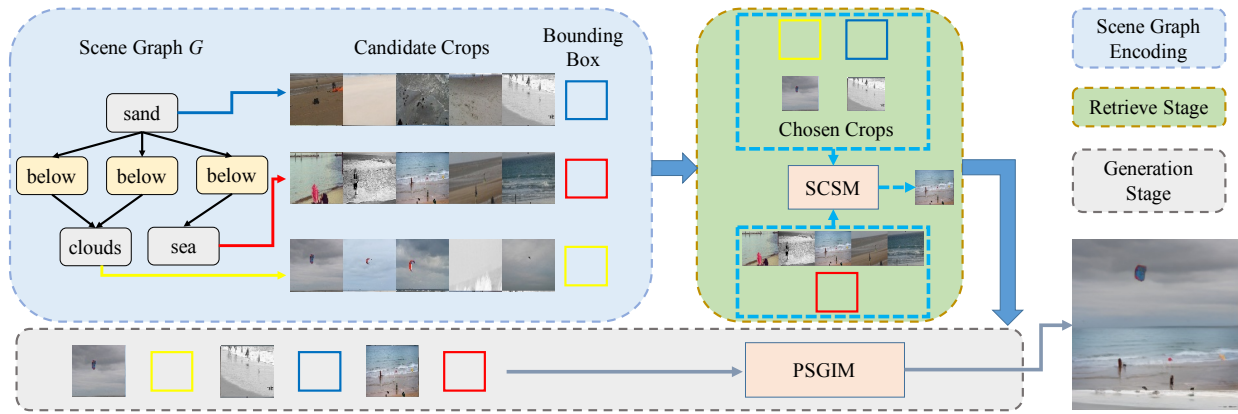 Scene Graph G
Candidate Crops
Bounding
Box
sand
below
below
below
clouds
sea
Chosen Crops
SCSM
PSGIM
Scene Graph
Encoding
Retrieve Stage
Generation
Stage